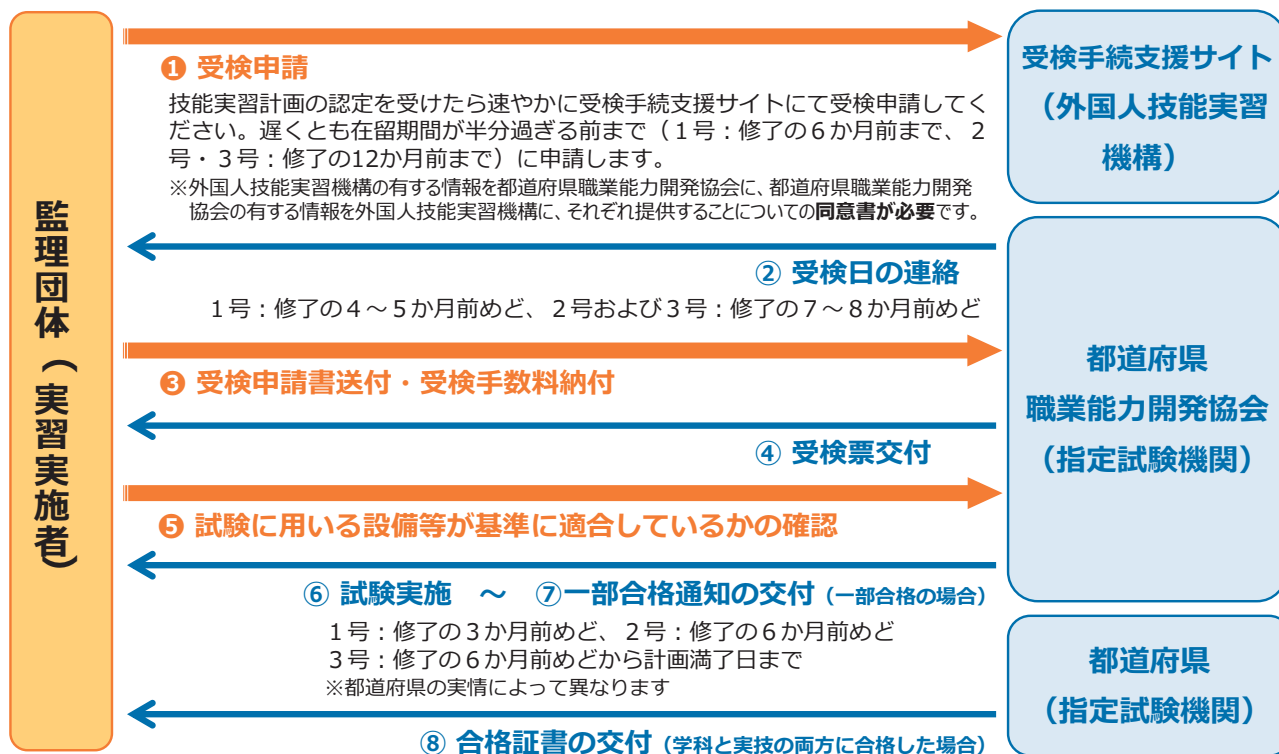 監理団体（実習実施者）
❶ 受検申請
技能実習計画の認定を受けたら速やかに受検手続支援サイトにて受検申請してく
ださい。遅くとも在留期間が半分過ぎる前まで（１号：修了の６か月前まで、２
号・３号：修了の12か月前まで）に申請します。
※外国人技能実習機構の有する情報を都道府県職業能力開発協会に、都道府県職業能力開発
協会の有する情報を外国人技能実習機構に、それぞれ提供することについての同意書が必要です。
受検手続支援サイト
（外国人技能実習
機構）
② 受検日の連絡
１号：修了の４～５か月前めど、２号および３号：修了の７～８か月前めど
❸ 受検申請書送付・受検手数料納付
④ 受検票交付
❺ 試験に用いる設備等が基準に適合しているかの確認
都道府県
職業能力開発協会
（指定試験機関）
⑥ 試験実施　～　⑦一部合格通知の交付（一部合格の場合）
１号：修了の３か月前めど、２号：修了の６か月前めど
３号：修了の６か月前めどから計画満了日まで
※都道府県の実情によって異なります
⑧ 合格証書の交付（学科と実技の両方に合格した場合）
都道府県
（指定試験機関）